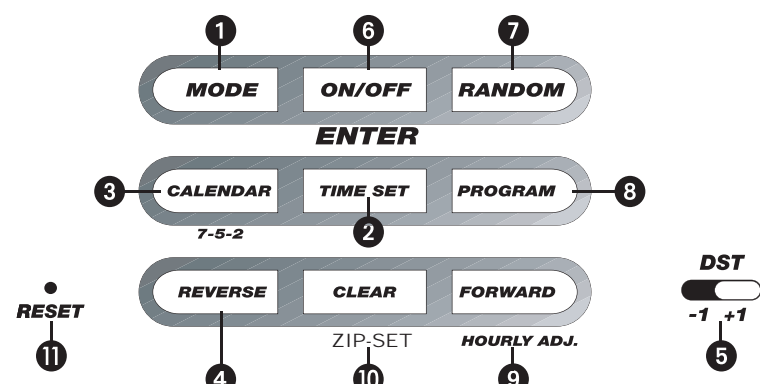 1 6 7
MODE ON/OFF RANDOM
ENTER
3 CALENDAR TIME SET PROGRAM 8
7-5-2 2
DST
REVERSE CLEAR FORWARD
RESET -1 +1
ZIP-SET HOURLY ADJ.
11 4 10 9 5